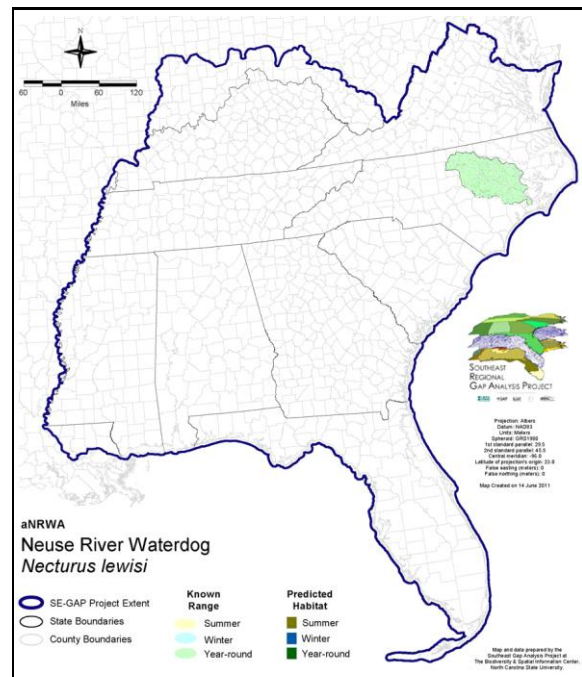 N
60 0 60 120
Miles
SOUTHEAST
REGIONAL
GAP ANALYSIS PROJECT
Projection: Albers
Datum: NAD83
Units: Meters
Spheroid: GRS1980
1st standard parallel: 29.5
2nd standard parallel: 45.5
Central meridian: -96.0
Latitude of projection's origin: 23.0
False easting (meters): 0
False northing (meters): 0
Map Created on 14 June 2011
aNRWA
Neuse River Waterdog
Necturus lewisi
SE-GAP Project Extent
State Boundaries
County Boundaries
Known
Range
Summer
Winter
Year-round
Predicted
Habitat
Summer
Winter
Year-round
Map and data prepared by the
Southeast Gap Analysis Project at
The Biodiversity & Spatial Information Center,
North Carolina State University.